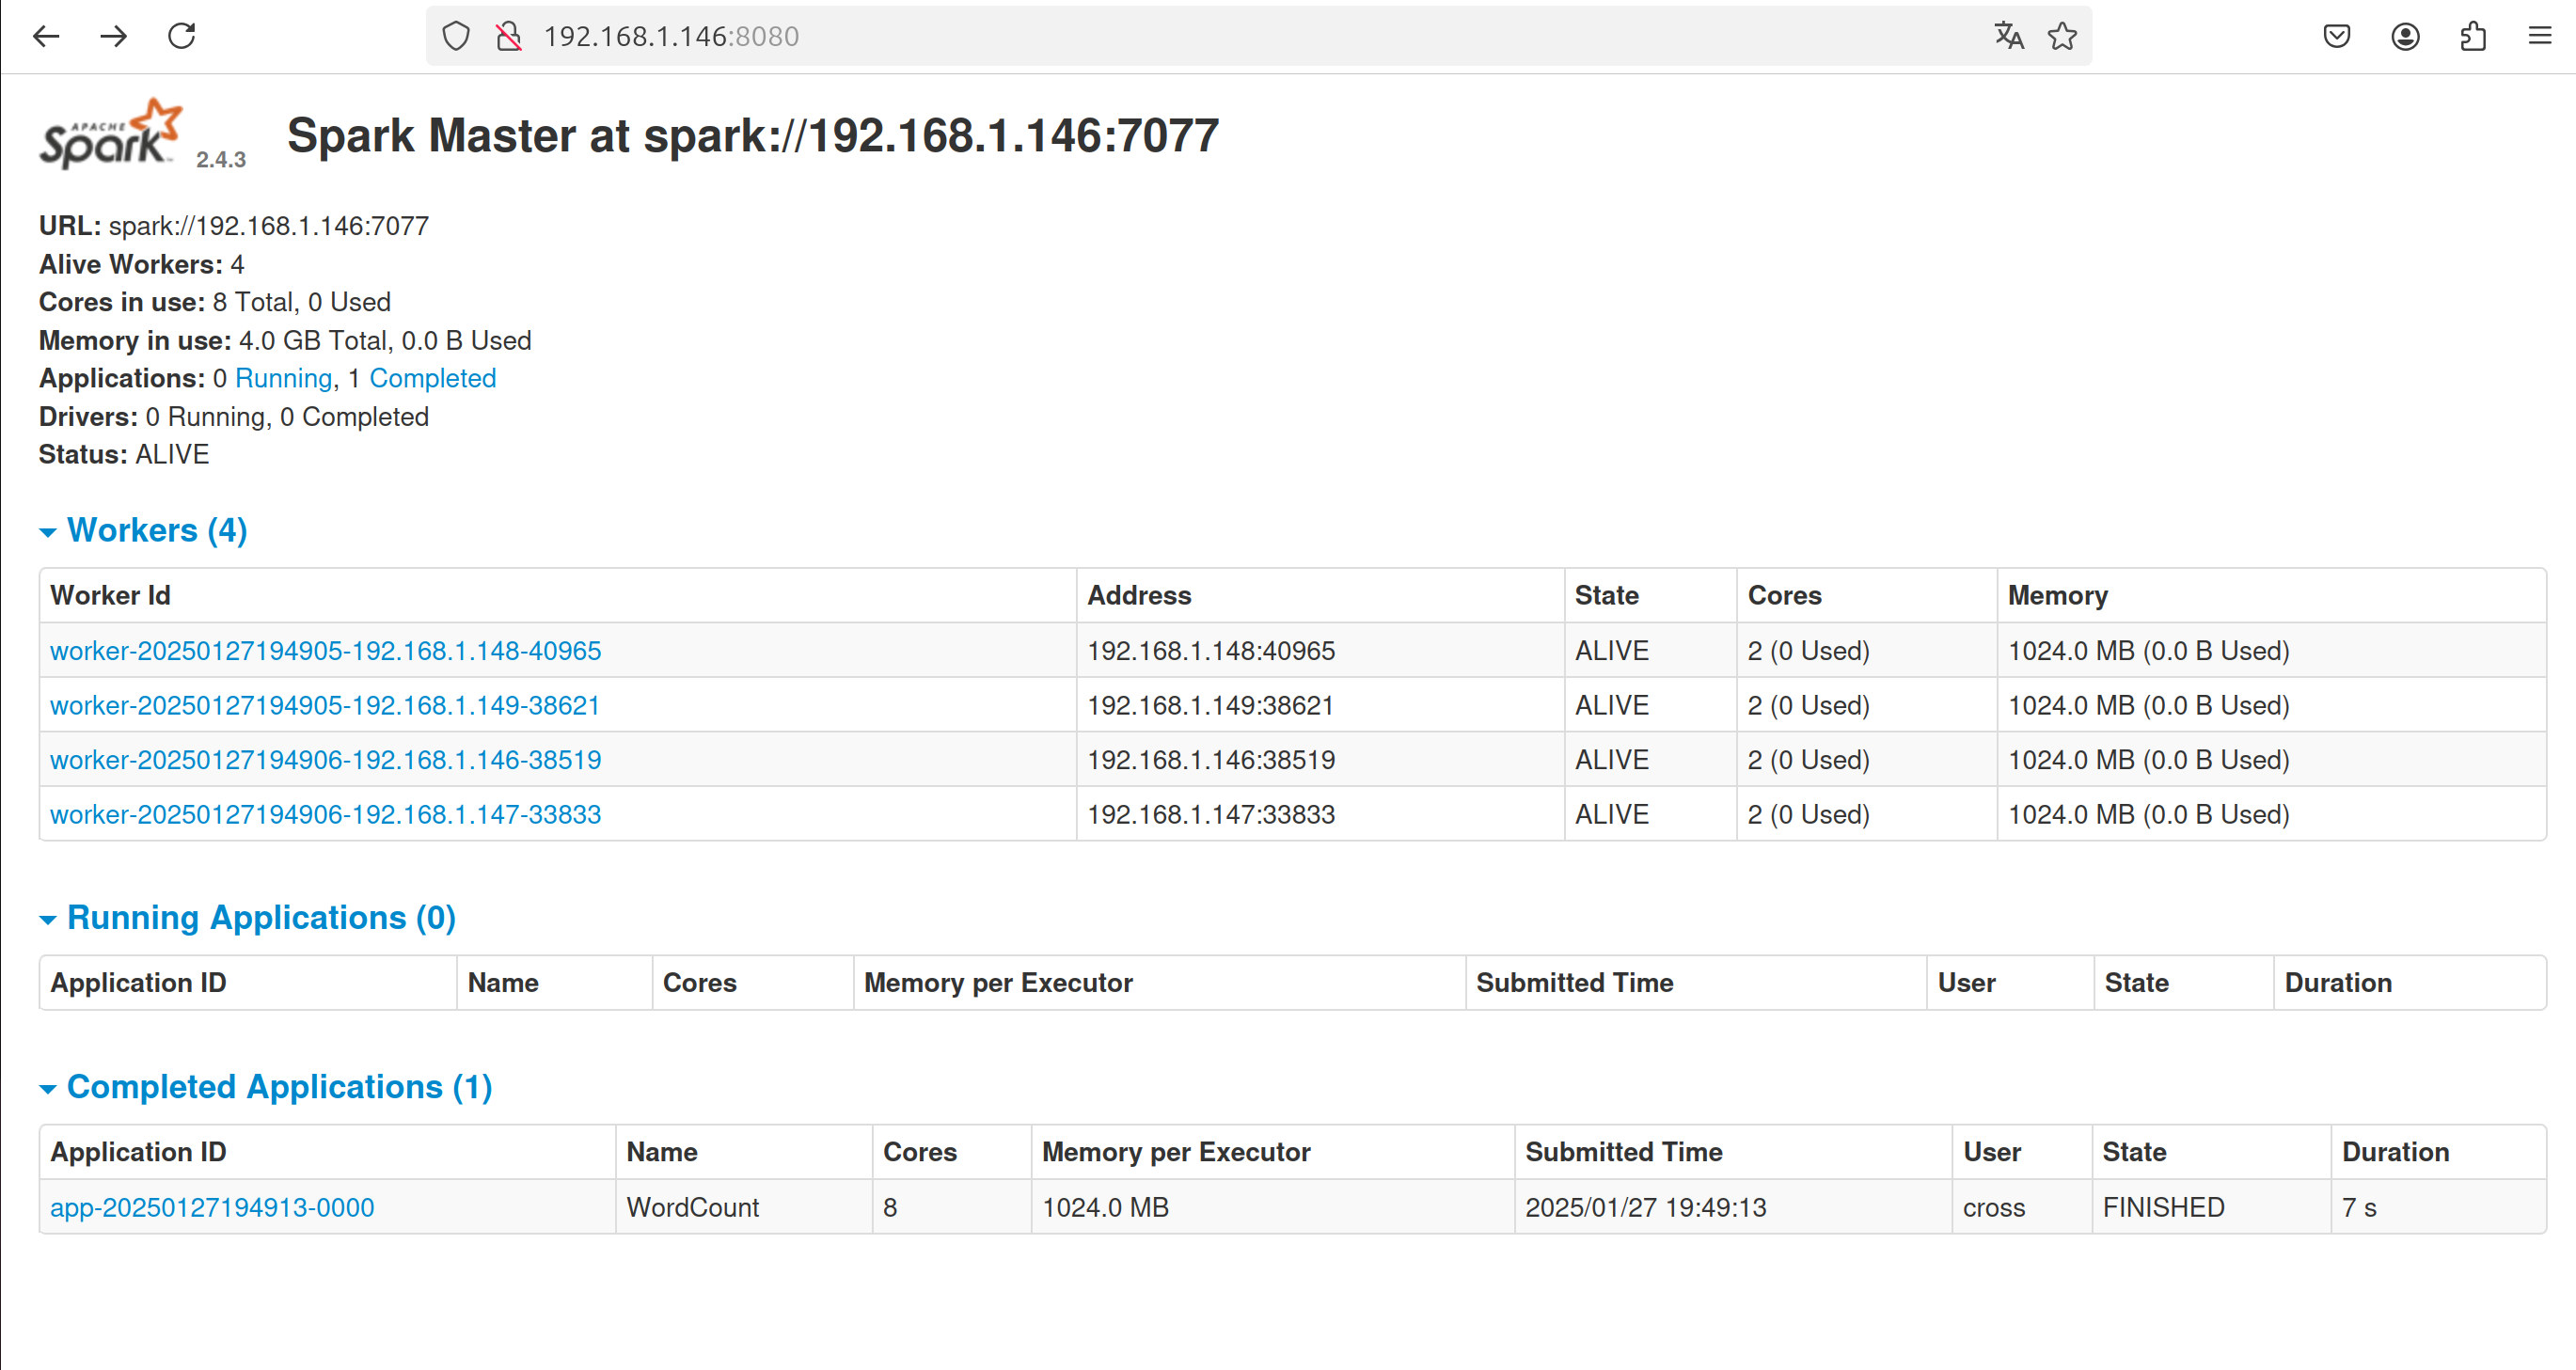 192.168.1.146:8080
APACHE
Spark 2.4.3 Spark Master at spark://192.168.1.146:7077
URL: spark://192.168.1.146:7077
Alive Workers: 4
Cores in use: 8 Total, 0 Used
Memory in use: 4.0 GB Total, 0.0 B Used
Applications: 0 Running, 1 Completed
Drivers: 0 Running, 0 Completed
Status: ALIVE
Workers (4)
Worker Id Address State Cores Memory
worker-20250127194905-192.168.1.148-40965 192.168.1.148:40965 ALIVE 2 (0 Used) 1024.0 MB (0.0 B Used)
worker-20250127194905-192.168.1.149-38621 192.168.1.149:38621 ALIVE 2 (0 Used) 1024.0 MB (0.0 B Used)
worker-20250127194906-192.168.1.146-38519 192.168.1.146:38519 ALIVE 2 (0 Used) 1024.0 MB (0.0 B Used)
worker-20250127194906-192.168.1.147-33833 192.168.1.147:33833 ALIVE 2 (0 Used) 1024.0 MB (0.0 B Used)
Running Applications (0)
Application ID Name Cores Memory per Executor Submitted Time User State Duration
Completed Applications (1)
Application ID Name Cores Memory per Executor Submitted Time User State Duration
app-20250127194913-0000 WordCount 8 1024.0 MB 2025/01/27 19:49:13 cross FINISHED 7 s